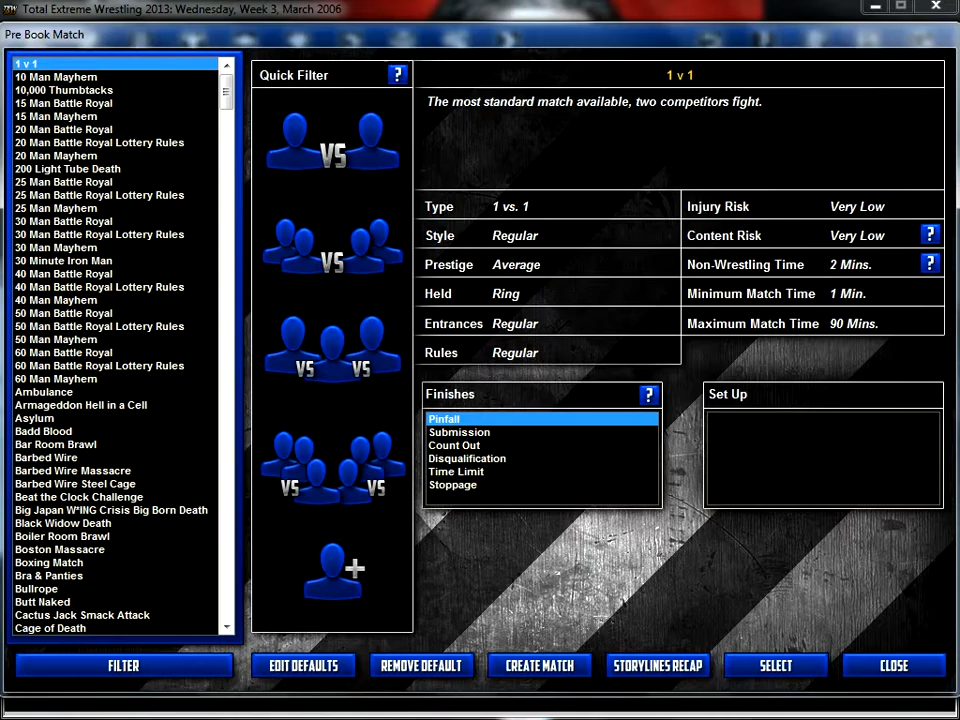 Total Extreme Wrestling 2013: Wednesday, Week 3, March 2006
Pre Book Match
1 v 1
10 Man Mayhem
10,000 Thumbtacks
15 Man Battle Royal
15 Man Mayhem
20 Man Battle Royal
20 Man Battle Royal Lottery Rules
20 Man Mayhem
200 Light Tube Death
25 Man Battle Royal
25 Man Battle Royal Lottery Rules
25 Man Mayhem
30 Man Battle Royal
30 Man Battle Royal Lottery Rules
30 Man Mayhem
30 Minute Iron Man
40 Man Battle Royal
40 Man Battle Royal Lottery Rules
40 Man Mayhem
50 Man Battle Royal
50 Man Battle Royal Lottery Rules
50 Man Mayhem
60 Man Battle Royal
60 Man Battle Royal Lottery Rules
60 Man Mayhem
Ambulance
Armageddon Hell in a Cell
Asylum
Badd Blood
Bar Room Brawl
Barbed Wire
Barbed Wire Massacre
Barbed Wire Steel Cage
Beat the Clock Challenge
Big Japan W*ING Crisis Big Born Death
Black Widow Death
Boiler Room Brawl
Boston Massacre
Boxing Match
Bra & Panties
Bullrope
Butt Naked
Cactus Jack Smack Attack
Cage of Death
FILTER
Quick Filter ?
VS
VS
VS VS
VS VS
1 v 1
The most standard match available, two competitors fight.
Type 1 vs. 1
Style Regular
Prestige Average
Held Ring
Entrances Regular
Rules Regular
Injury Risk Very Low
Content Risk Very Low ?
Non-Wrestling Time 2 Mins. ?
Minimum Match Time 1 Min.
Maximum Match Time 90 Mins.
Finishes ?
Pinfall
Submission
Count Out
Disqualification
Time Limit
Stoppage
Set Up
EDIT DEFAULTS
REMOVE DEFAULT
CREATE MATCH
STORYLINES RECAP
SELECT
CLOSE